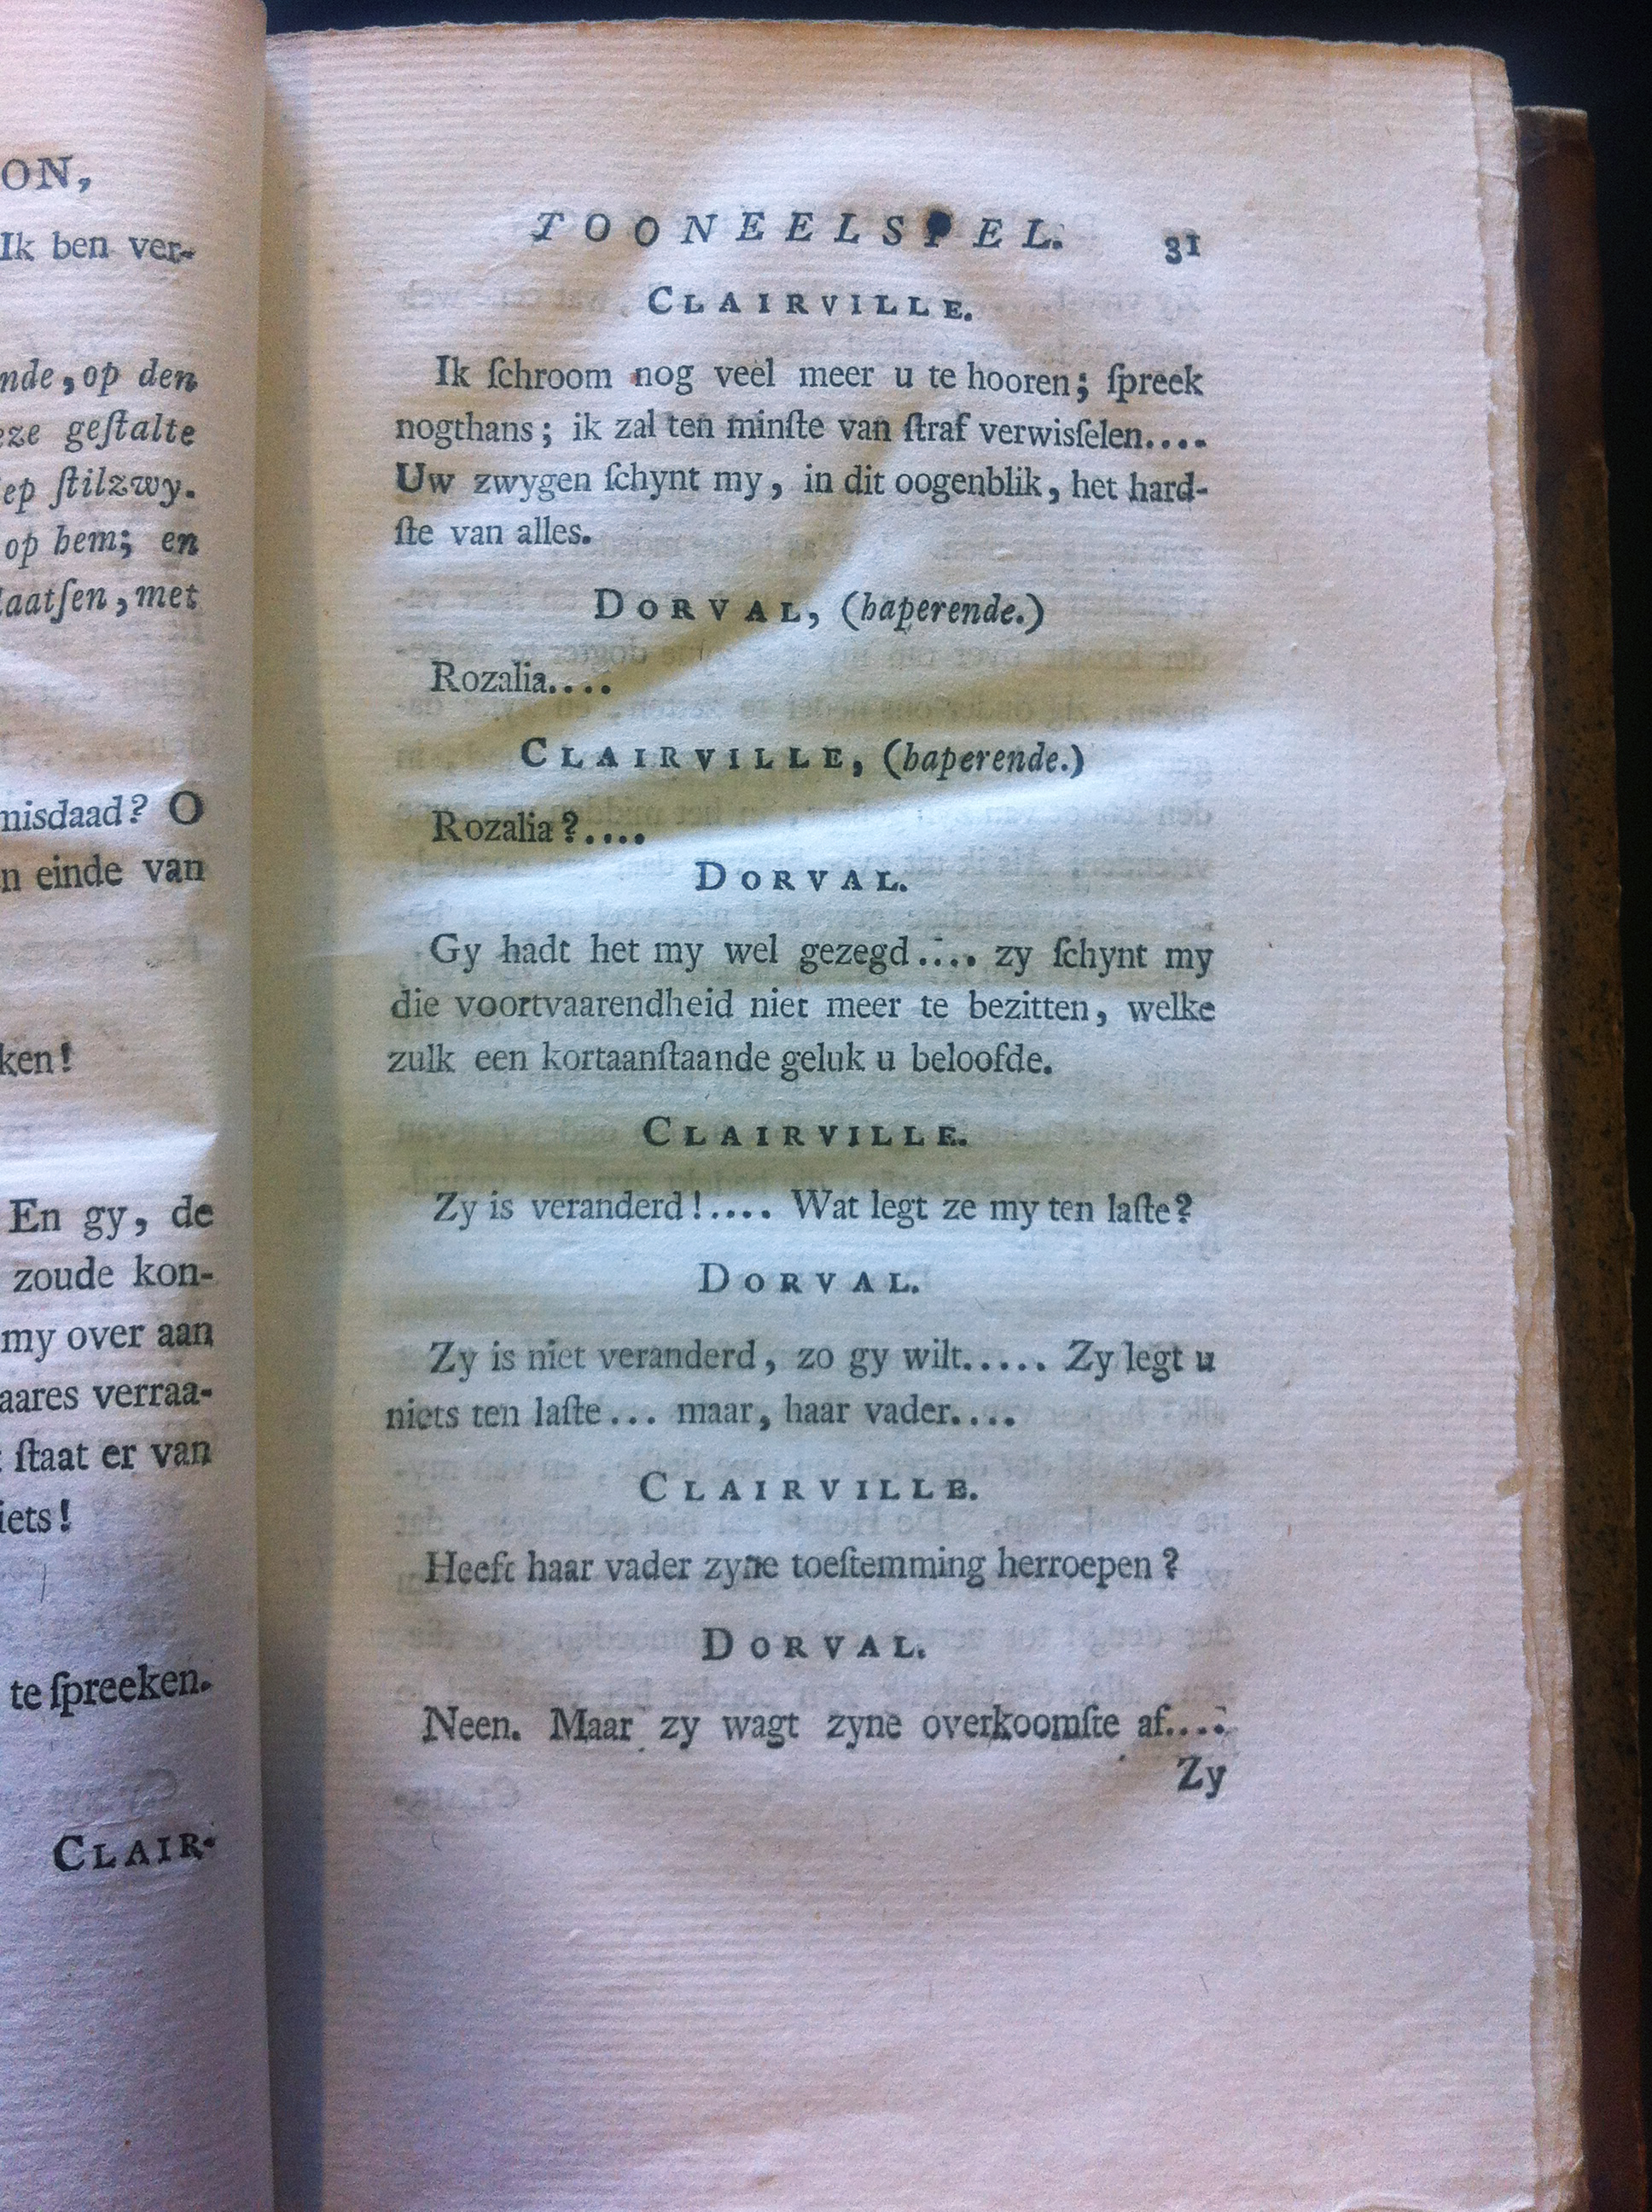 ON,
Ik ben ver-
nde, op den
eze geſtalte
ep ſtilzwy.
op hem; en
laatſen, met
misdaad? O
n einde van
ken!
En gy, de
zoude kon-
my over aan
aares verraa-
ſtaat er van
iets!
te ſpreeken.
CLAIR-
TOONEELSPEL. 31
CLAIRVILLE.
Ik ſchroom nog veel meer u te hooren; ſpreek
nogthans; ik zal ten minſte van ſtraf verwisſelen....
Uw zwygen ſchynt my, in dit oogenblik, het hard-
ſte van alles.
DORVAL, (haperende.)
Rozalia....
CLAIRVILLE, (haperende.)
Rozalia?....
DORVAL.
Gy hadt het my wel gezegd.... zy ſchynt my
die voortvaarendheid niet meer te bezitten, welke
zulk een kortaanſtaande geluk u beloofde.
CLAIRVILLE.
Zy is veranderd!.... Wat legt ze my ten laſte?
DORVAL.
Zy is niet veranderd, zo gy wilt..... Zy legt u
niets ten laſte... maar, haar vader....
CLAIRVILLE.
Heeft haar vader zyne toeſtemming herroepen?
DORVAL.
Neen. Maar zy wagt zyne overkoomſte af....
Zy